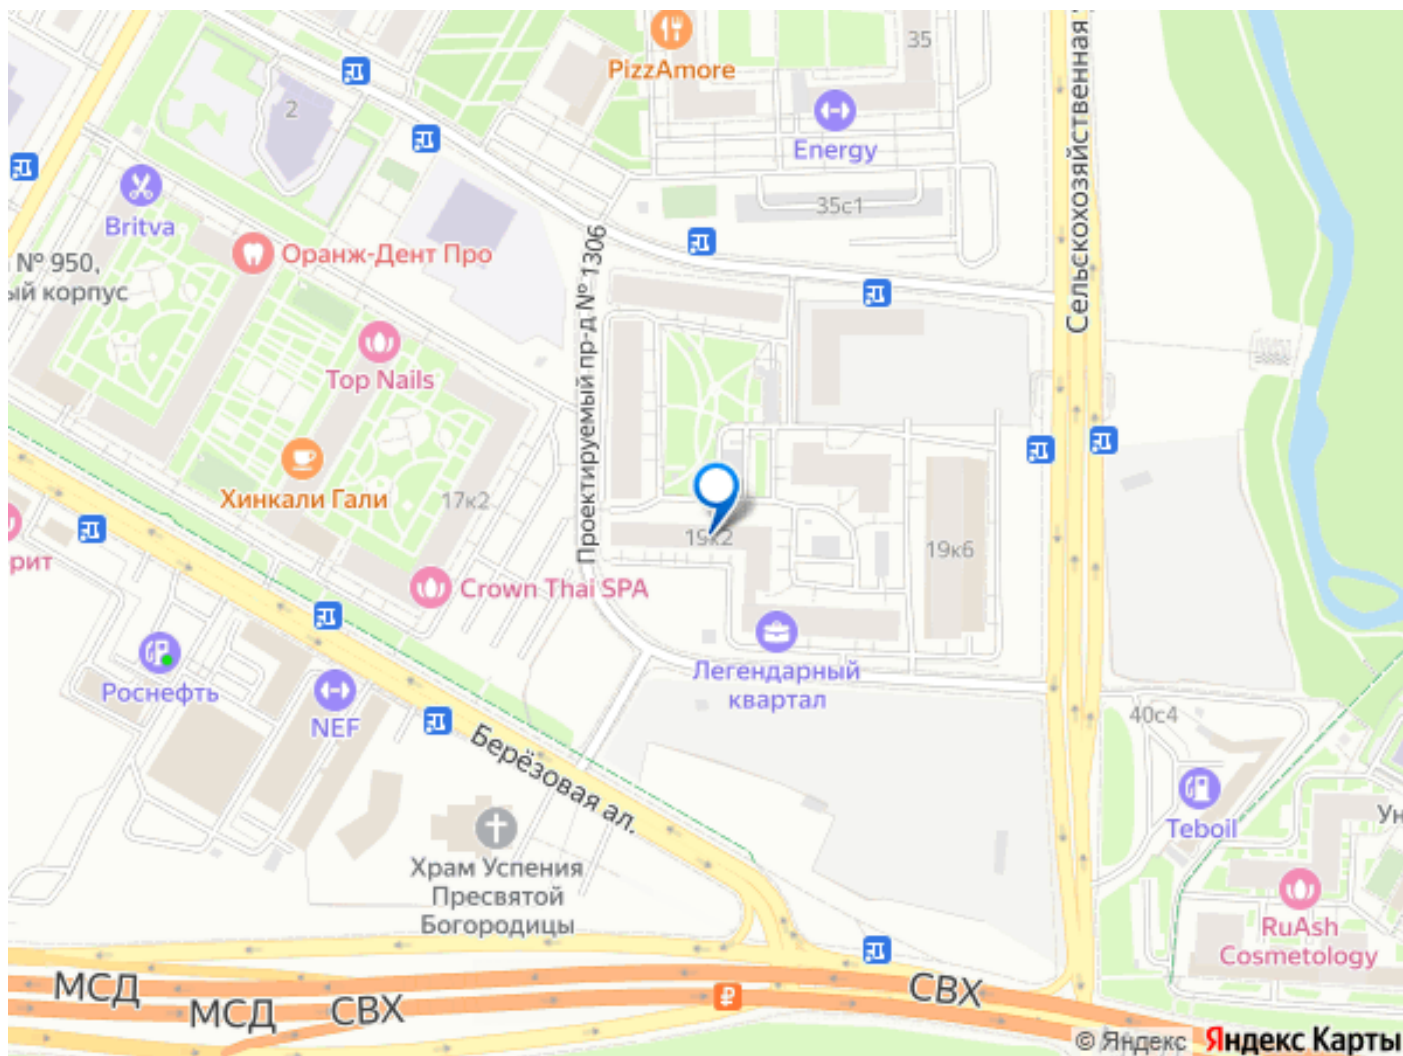 35
PizzAmore
Сельскохозяйственная
2
Energy
Britva
35с1
Оранж-Дент Про
№ 950,
ый корпус
Проектируемый пр-д № 1306
Top Nails
Хинкали Гали
17к2
19к2
19к6
рит
Crown Thai SPA
Легендарный
квартал
Роснефть
NEF
40с4
Берёзовая ал.
Teboil
Ун
Храм Успения
Пресвятой
Богородицы
RuAsh
Cosmetology
МСД
МСД
СВХ
СВХ
© Яндекс Яндекс Карты